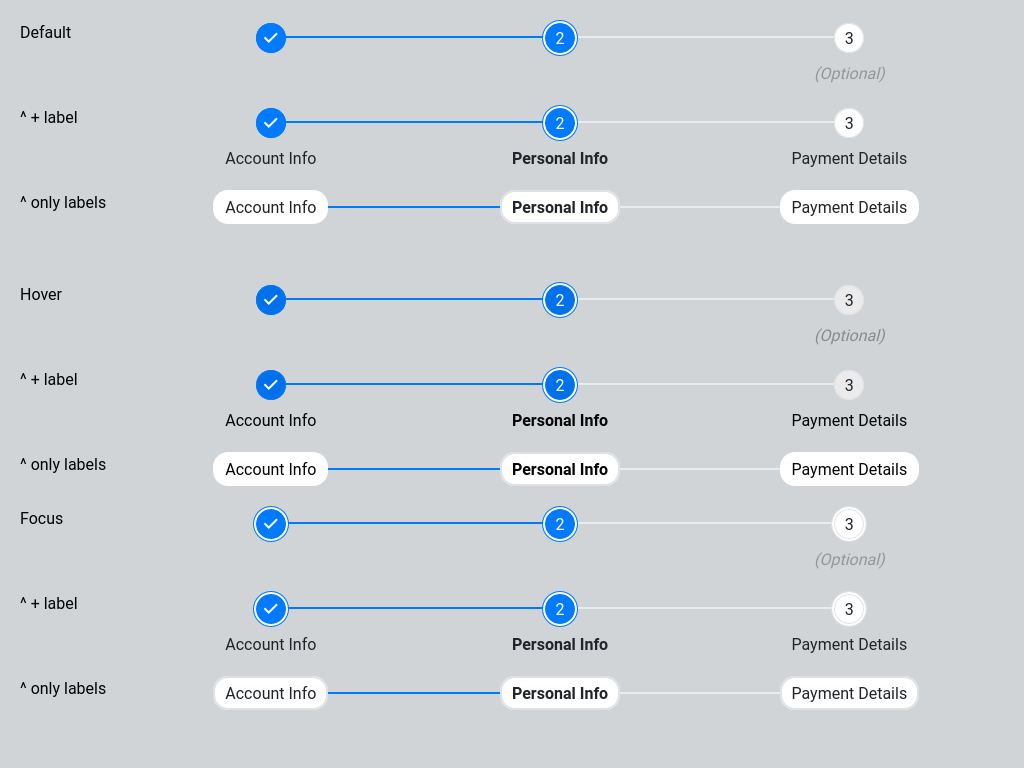 Default
2
3
(Optional)
^ + label
2
3
Account Info
Personal Info
Payment Details
^ only labels
Account Info
Personal Info
Payment Details
Hover
2
3
(Optional)
^ + label
2
3
Account Info
Personal Info
Payment Details
^ only labels
Account Info
Personal Info
Payment Details
Focus
2
3
(Optional)
^ + label
2
3
Account Info
Personal Info
Payment Details
^ only labels
Account Info
Personal Info
Payment Details